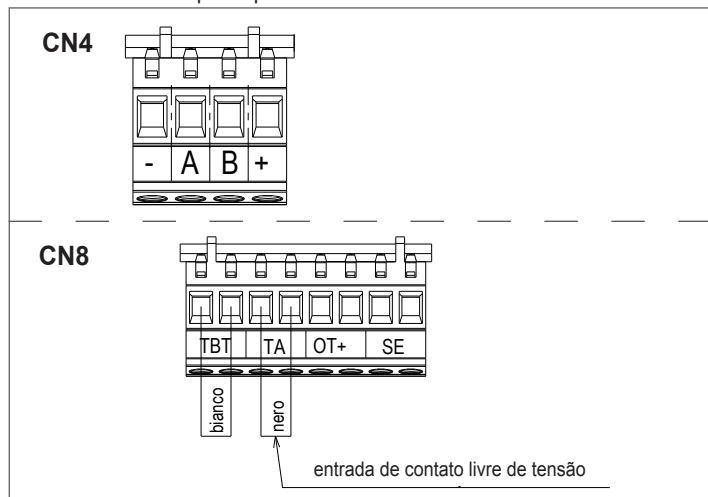 CN4
- A B +
CN8
TBT TA OT+ SE
bianco
nero
entrada de contato livre de tensão